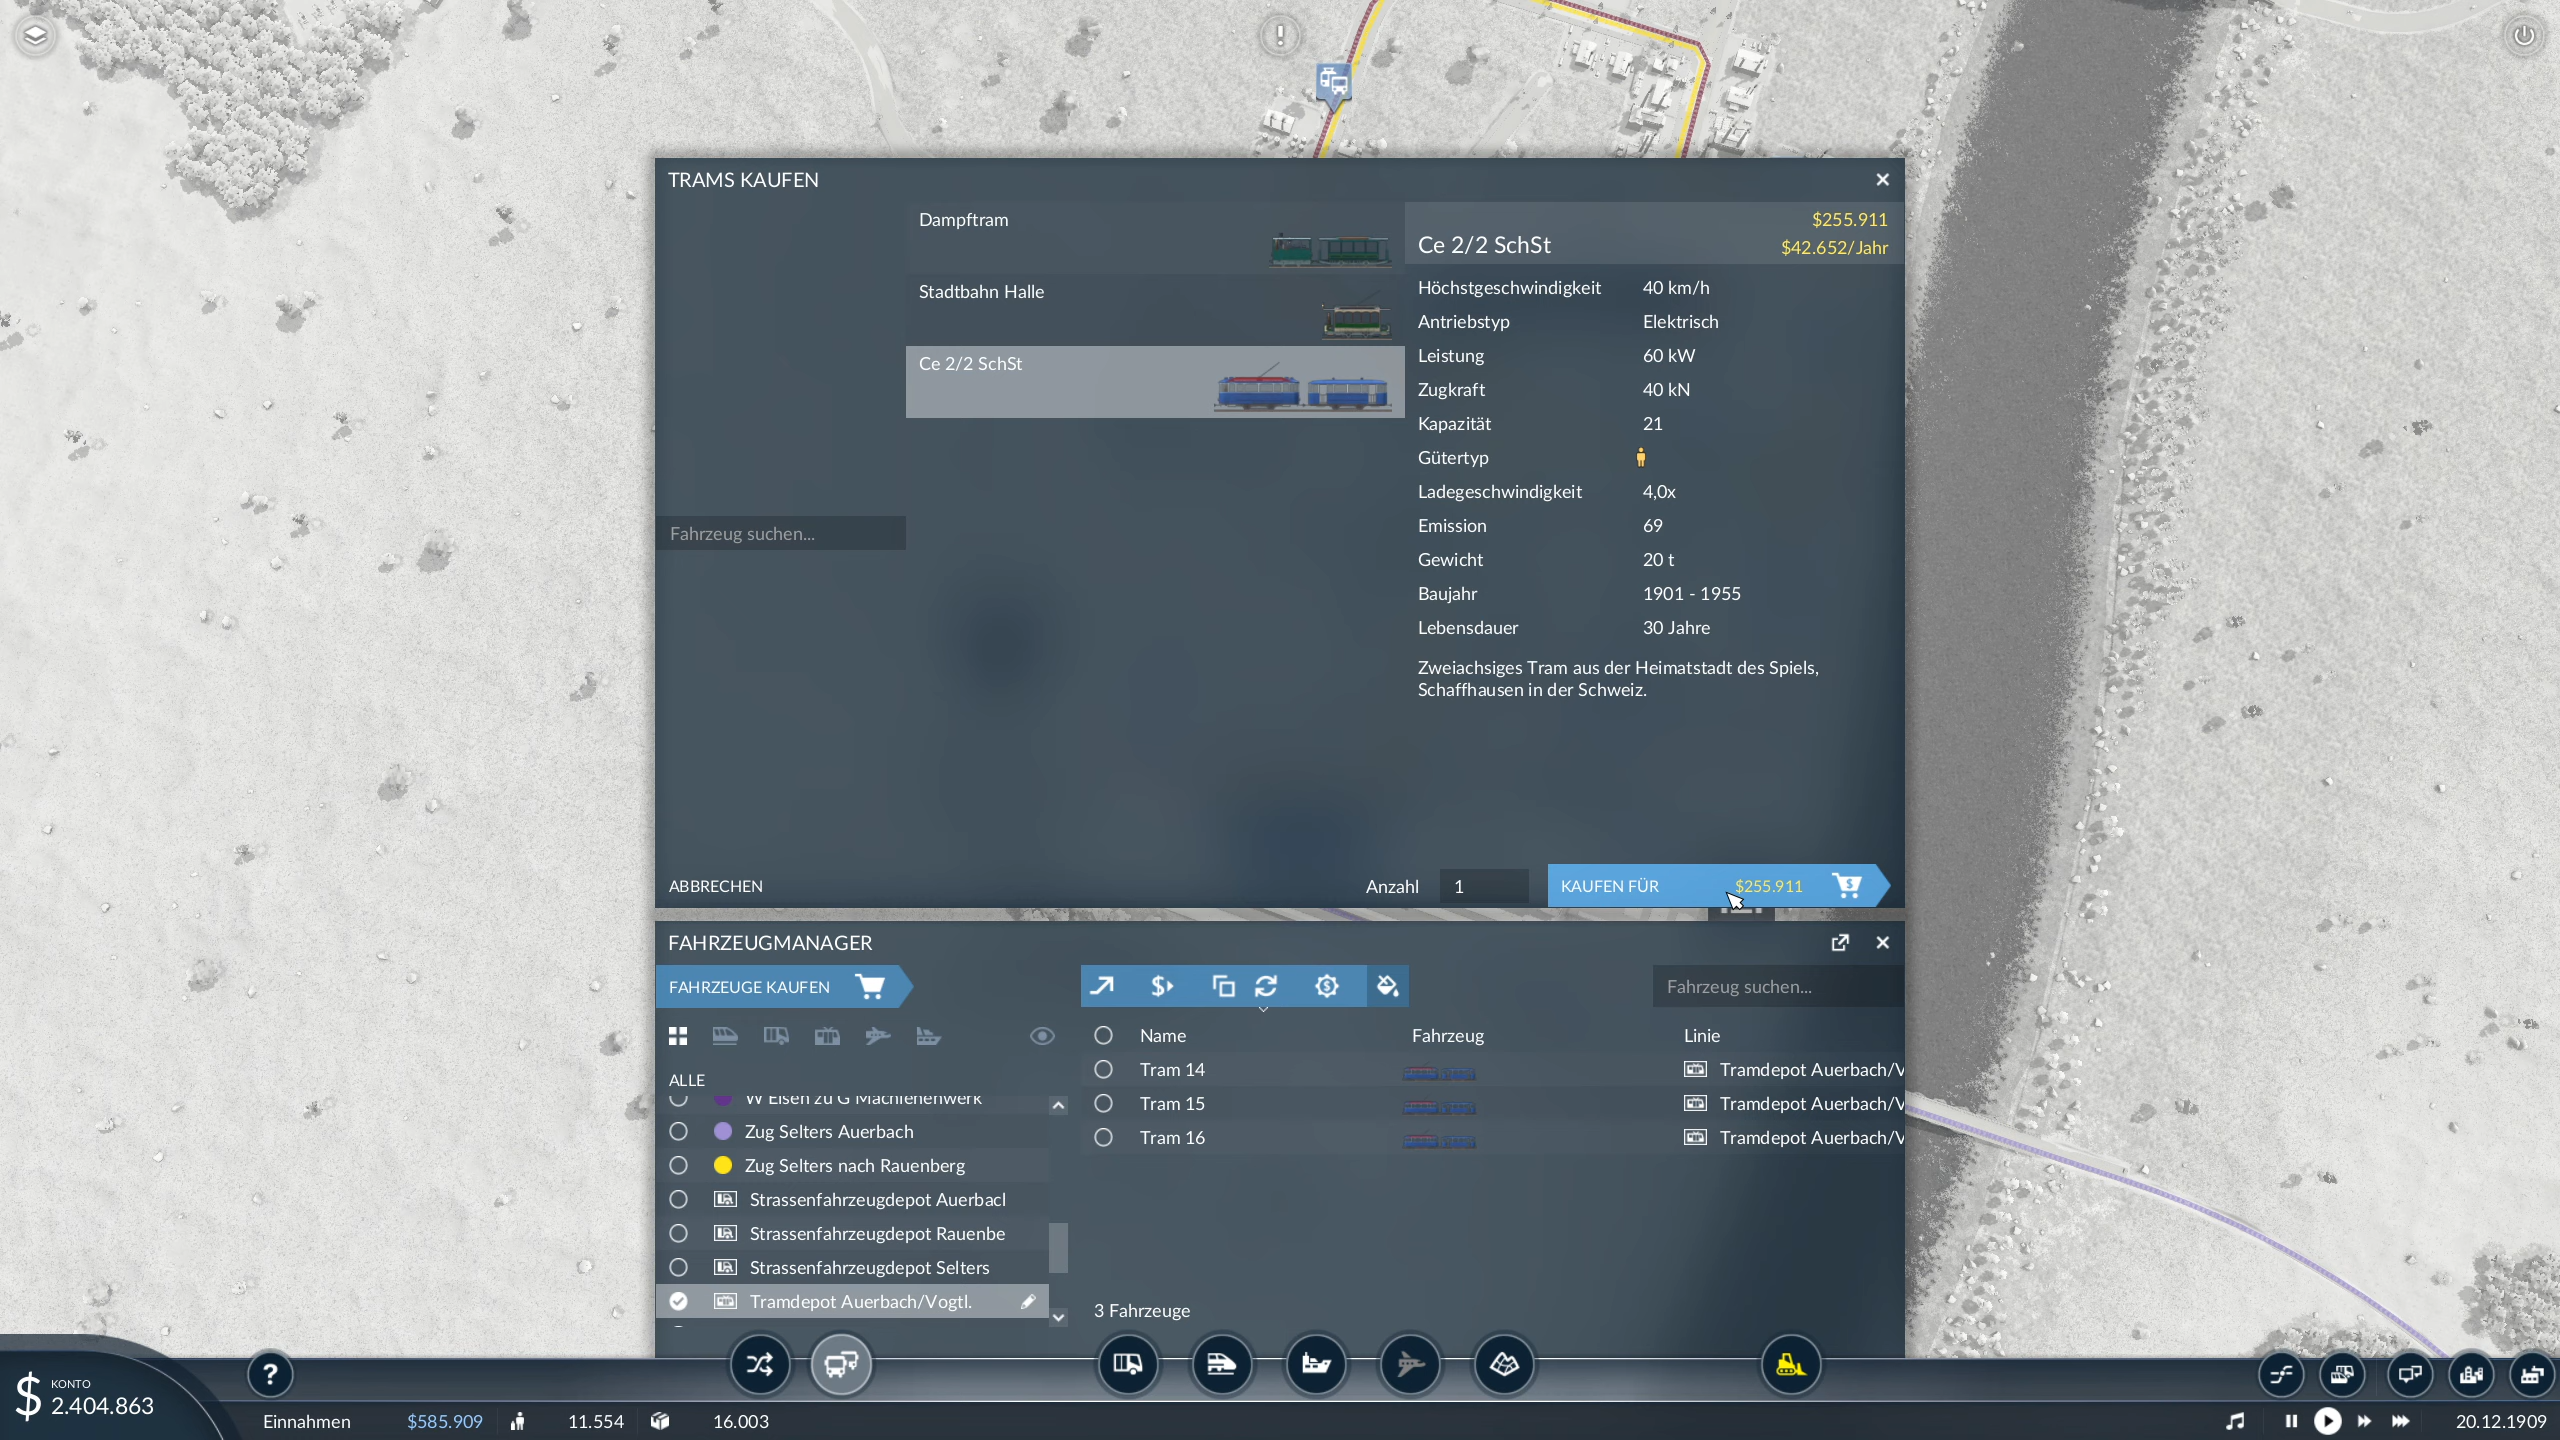 TRAMS KAUFEN
Dampftram
Stadtbahn Halle
Ce 2/2 SchSt
Fahrzeug suchen...
$255.911
Ce 2/2 SchSt
$42.652/Jahr
Höchstgeschwindigkeit 40 km/h
Antriebstyp Elektrisch
Leistung 60 kW
Zugkraft 40 kN
Kapazität 21
Gütertyp
Ladegeschwindigkeit 4,0x
Emission 69
Gewicht 20 t
Baujahr 1901 - 1955
Lebensdauer 30 Jahre
Zweiachsiges Tram aus der Heimatstadt des Spiels,
Schaffhausen in der Schweiz.
ABBRECHEN
Anzahl 1
KAUFEN FÜR $255.911
FAHRZEUGMANAGER
FAHRZEUGE KAUFEN
Fahrzeug suchen...
ALLE
W Eisen zu G Machienenwerk
Zug Selters Auerbach
Zug Selters nach Rauenberg
Strassenfahrzeugdepot Auerbacl
Strassenfahrzeugdepot Rauenbe
Strassenfahrzeugdepot Selters
Tramdepot Auerbach/Vogtl.
Name Fahrzeug Linie
Tram 14 Tramdepot Auerbach/V
Tram 15 Tramdepot Auerbach/V
Tram 16 Tramdepot Auerbach/V
3 Fahrzeuge
?
$ KONTO
2.404.863
Einnahmen $585.909 11.554 16.003
20.12.1909